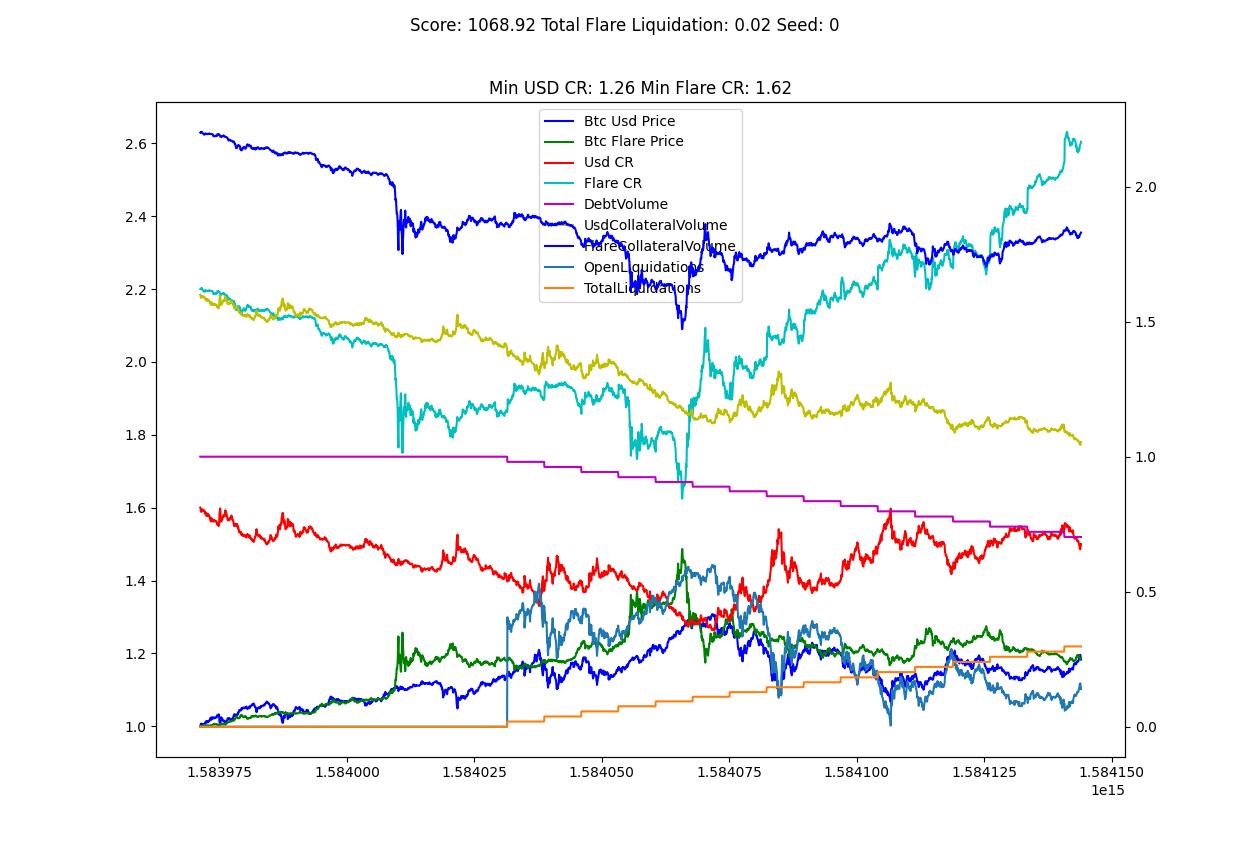 Score: 1068.92 Total Flare Liquidation: 0.02 Seed: 0
Min USD CR: 1.26 Min Flare CR: 1.62
Btc Usd Price
Btc Flare Price
Usd CR
Flare CR
DebtVolume
UsdCollateralVolume
FlareCollateralVolume
OpenLiquidations
TotalLiquidations
2.6
2.4
2.2
2.0
1.8
1.6
1.4
1.2
1.0
2.0
1.5
1.0
0.5
0.0
1.583975 1.584000 1.584025 1.584050 1.584075 1.584100 1.584125 1.584150
1e15